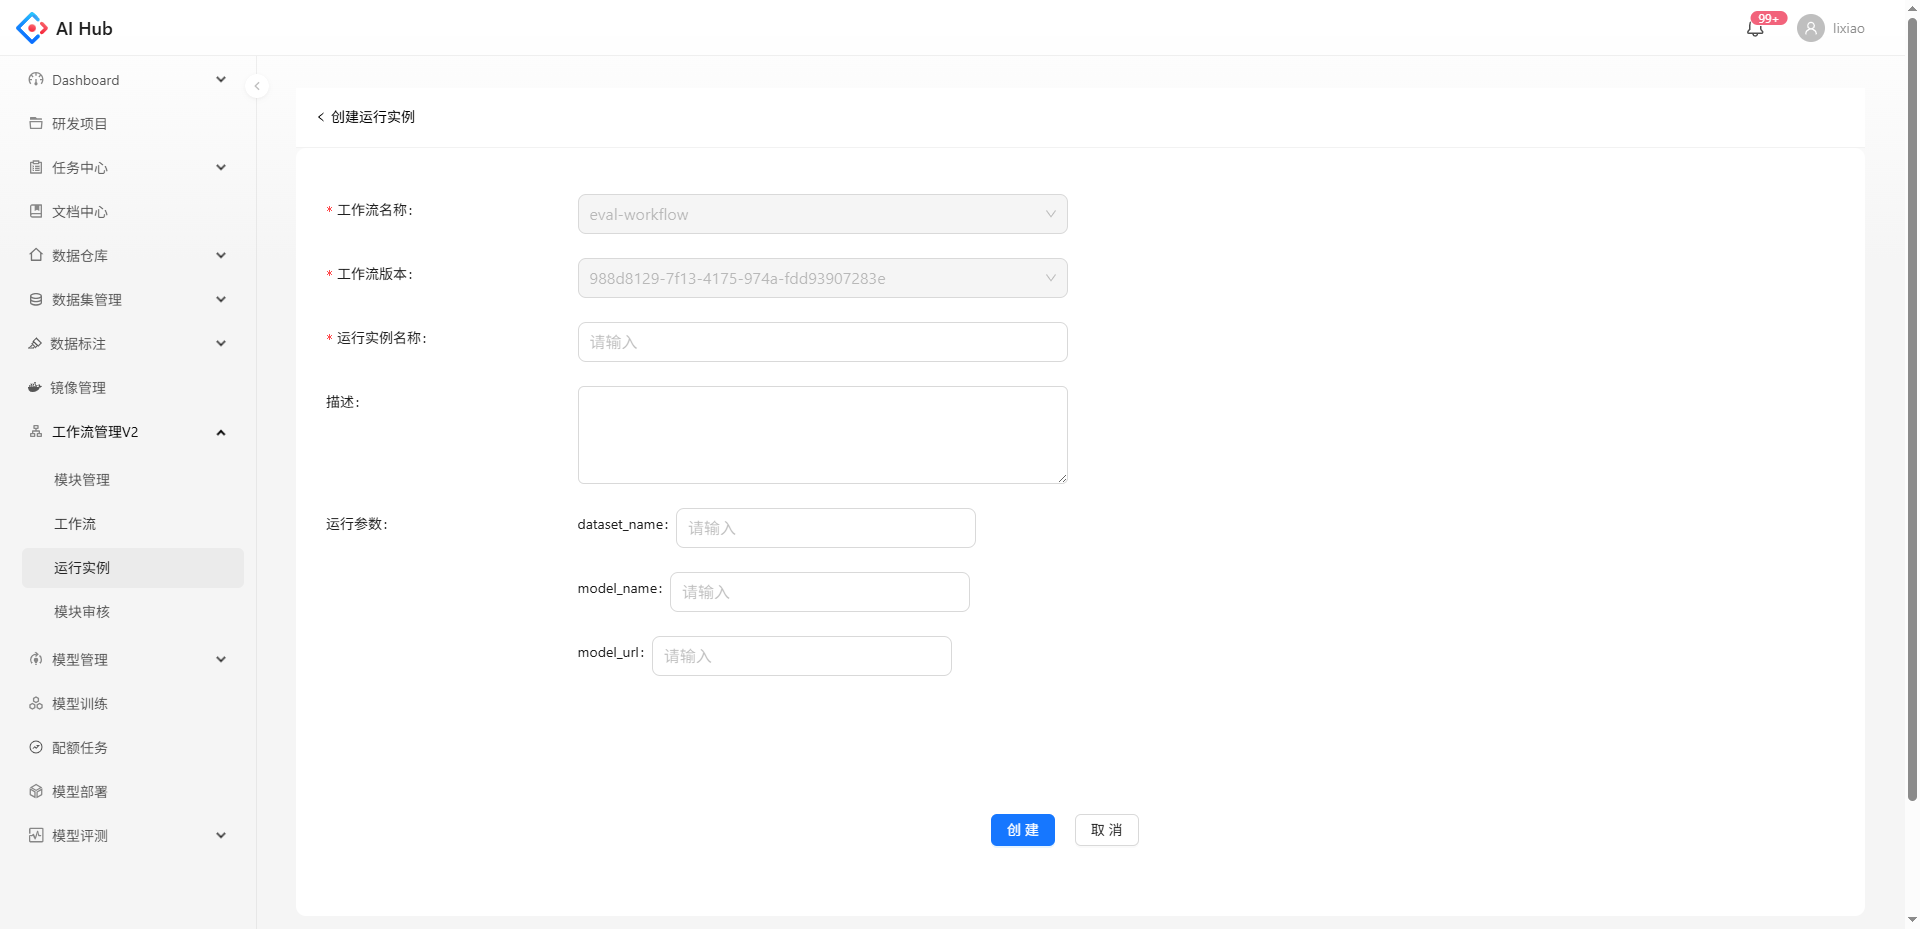 AI Hub
99+
lixiao
Dashboard
研发项目
任务中心
文档中心
数据仓库
数据集管理
数据标注
镜像管理
工作流管理V2
模块管理
工作流
运行实例
模块审核
模型管理
模型训练
配额任务
模型部署
模型评测
< 创建运行实例
* 工作流名称:
eval-workflow
* 工作流版本:
988d8129-7f13-4175-974a-fdd93907283e
* 运行实例名称:
请输入
描述:
运行参数:
dataset_name: 请输入
model_name: 请输入
model_url: 请输入
创 建
取 消